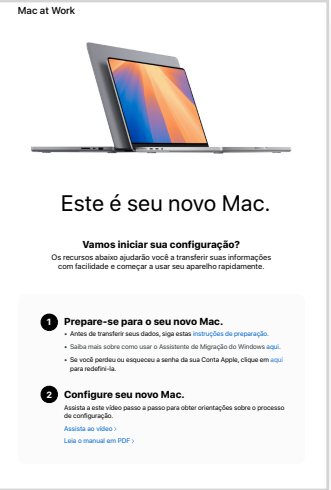 Mac at Work
Este é seu novo Mac.
Vamos iniciar sua configuração?
Os recursos abaixo ajudarão você a transferir suas informações
com facilidade e começar a usar seu aparelho rapidamente.
1 Prepare-se para o seu novo Mac.
• Antes de transferir seus dados, siga estas instruções de preparação.
• Saiba mais sobre como usar o Assistente de Migração do Windows aqui.
• Se você perdeu ou esqueceu a senha da sua Conta Apple, clique em aqui
para redefini-la.
2 Configure seu novo Mac.
Assista a este vídeo passo a passo para obter orientações sobre o processo
de configuração.
Assista ao vídeo ›
Leia o manual em PDF ›